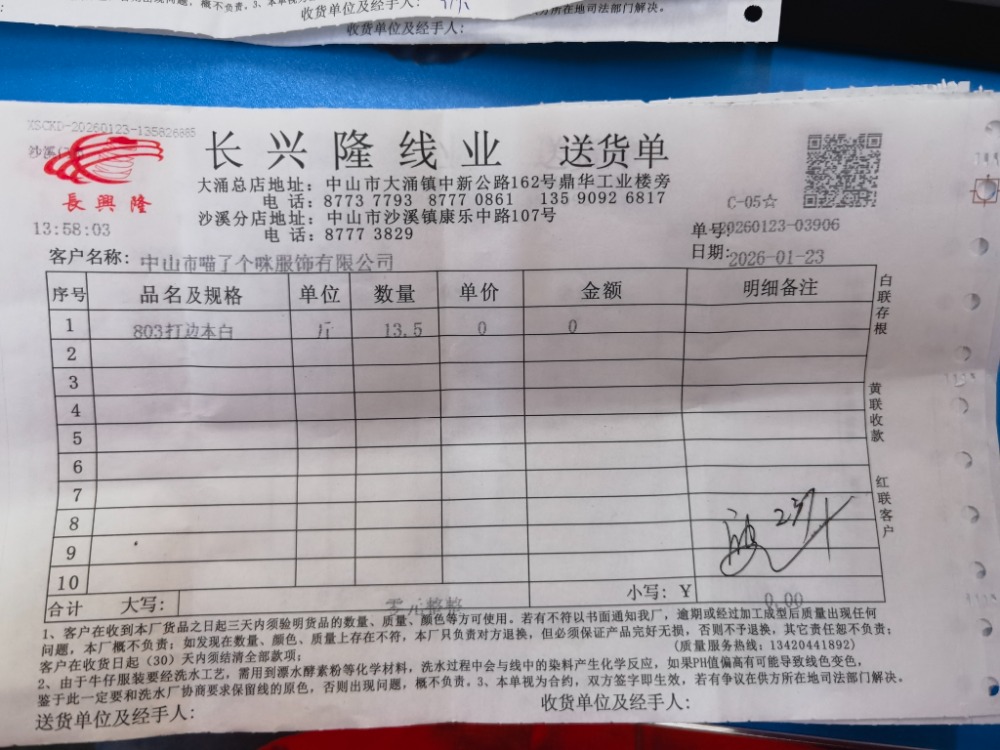 收货单位及经手人:
方所在地司法部门解决。
收货单位及经手人:
XSCKD-20260123-135826885
長興隆
13:58:03
长兴隆线业 送货单
大涌总店地址：中山市大涌镇中新公路162号鼎华工业楼旁
电 话：8773 7793 8777 0861 135 9092 6817
沙溪分店地址：中山市沙溪镇康乐中路107号
电 话：8777 3829
C-05☆
单号:20260123-03906
日期:2026-01-23
客户名称：中山市喵了个咪服饰有限公司
序号 品名及规格 单位 数量 单价 金额 明细备注
1 803打边本白 斤 13.5 0 0
2
3
4
5
6
7
8
9
10
合计 大写： 零元整整 小写：Y 0.00
白联存根
黄联收款
红联客户
1、客户在收到本厂货品之日起三天内须验明货品的数量、质量、颜色等方可使用。若有不符以书面通知我厂，逾期或经过加工成型后质量出现任何
问题，本厂概不负责；如发现在数量、颜色、质量上存在不符，本厂只负责对方退换，但必须保证产品完好无损，否则不予退换，其它责任恕不负责；
客户在收货日起（30）天内须结清全部款项； (质量服务热线：13420441892)
2、由于牛仔服装要经洗水工艺，需用到漂水酵素粉等化学材料，洗水过程中会与线中的染料产生化学反应，如果PH值偏高有可能导致线色变色，
鉴于此一定要和洗水厂协商要求保留线的原色，否则出现问题，概不负责。3、本单视为合约，双方签字即生效，若有争议在供方所在地司法部门解决。
送货单位及经手人： 收货单位及经手人：